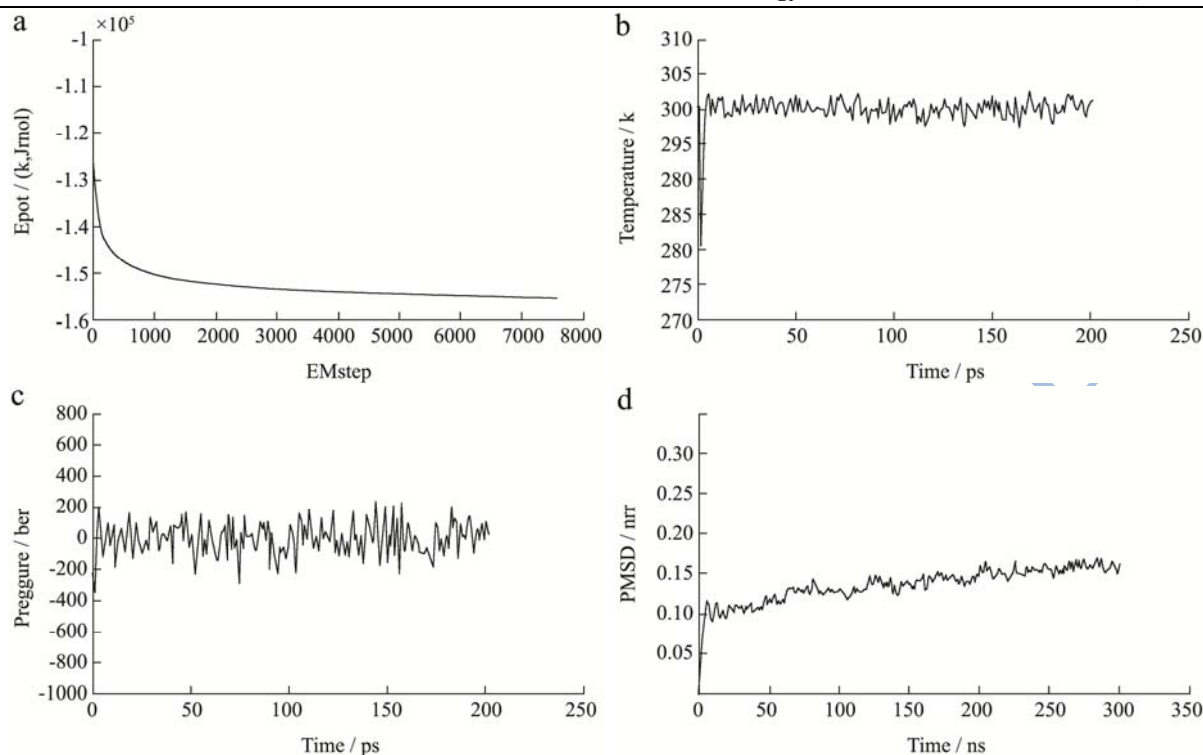 a
×10⁵
-1
-1.1
-1.2
-1.3
-1.4
-1.5
-1.6
Epot / (k,Jrnol)
0 1000 2000 3000 4000 5000 6000 7000 8000
EMstep
b
310
305
300
295
280
285
280
275
270
Temperature / k
0 50 100 150 200 250
Time / ps
c
800
600
400
200
0
-200
-400
-600
-800
-1000
Preggure / ber
0 50 100 150 200 250
Time / ps
d
0.30
0.25
0.20
0.15
0.10
0.05
PMSD / nrr
0 50 100 150 200 250 300 350
Time / ns